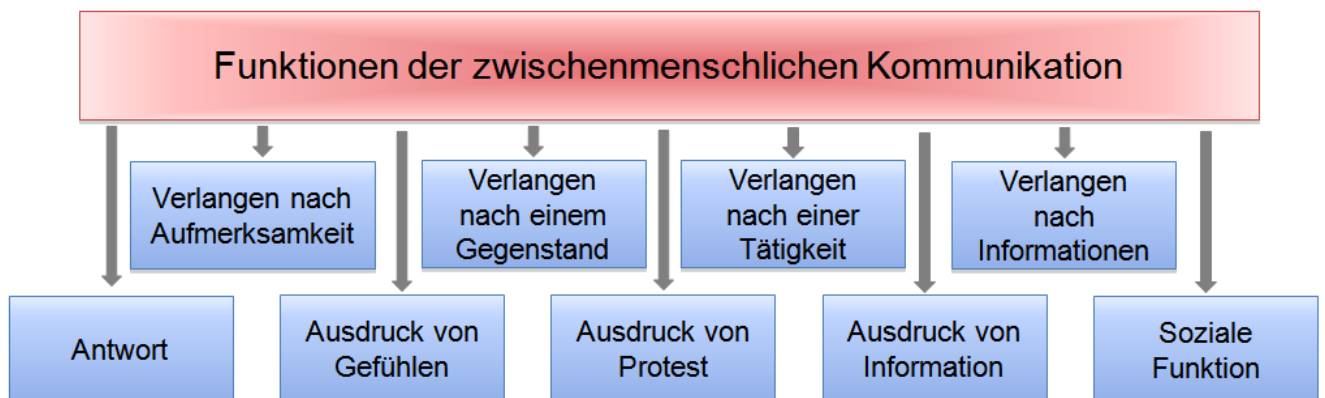 Funktionen der zwischenmenschlichen Kommunikation
Verlangen nach
Aufmerksamkeit
Verlangen
nach einem
Gegenstand
Verlangen
nach einer
Tätigkeit
Verlangen
nach
Informationen
Antwort
Ausdruck von
Gefühlen
Ausdruck von
Protest
Ausdruck von
Information
Soziale
Funktion